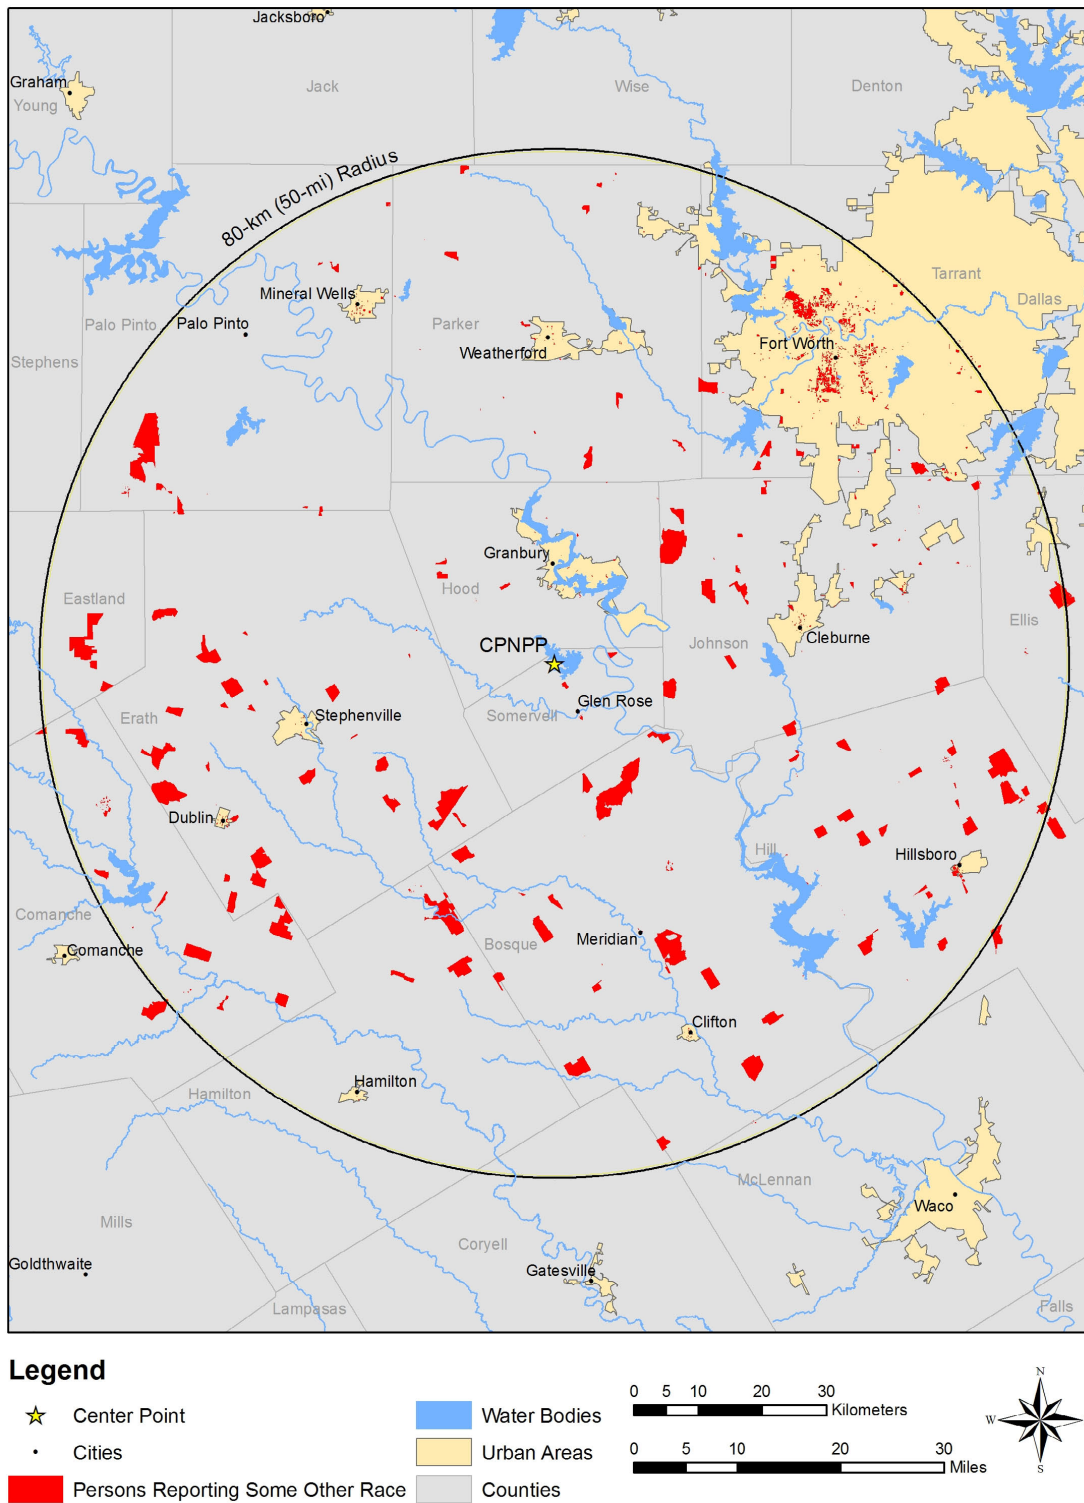 Jacksboro
Graham
Young
Jack
Wise
Denton
80-km (50-mi) Radius
Tarrant
Dallas
Mineral Wells
Palo Pinto
Palo Pinto
Parker
Weatherford
Fort Worth
Stephens
Granbury
Hood
Eastland
Johnson
Cleburne
Ellis
CPNPP
Glen Rose
Somervell
Erath
Stephenville
Dublin
Hill
Hillsboro
Comanche
Comanche
Bosque
Meridian
Clifton
Hamilton
Hamilton
McLennan
Waco
Mills
Coryell
Goldthwaite
Gatesville
Lampasas
Falls
Legend
Center Point
Cities
Persons Reporting Some Other Race
Water Bodies
Urban Areas
Counties
0 5 10 20 30
Kilometers
0 5 10 20 30
Miles
N
W
E
S